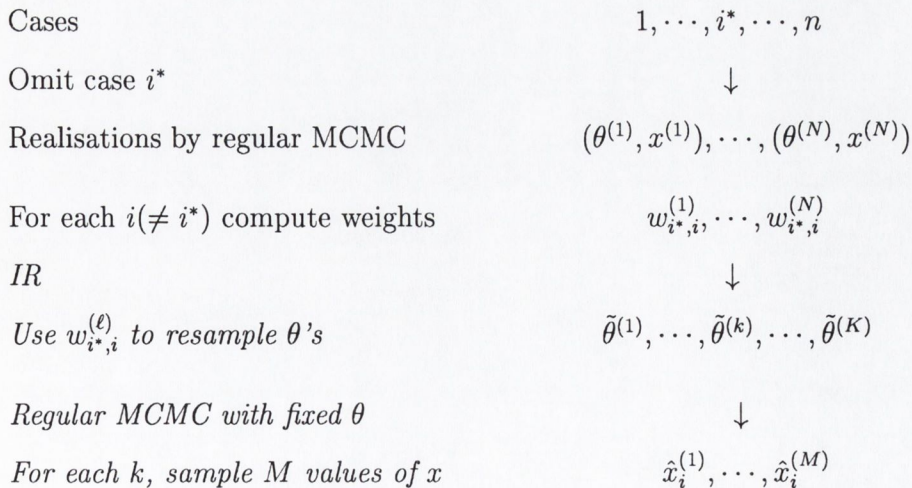 Cases 1, ⋯, i*, ⋯, n
Omit case i* ↓
Realisations by regular MCMC (θ^(1), x^(1)), ⋯, (θ^(N), x^(N))
For each i(≠ i*) compute weights w_{i*,i}^(1), ⋯, w_{i*,i}^(N)
IR ↓
Use w_{i*,i}^(ℓ) to resample θ's θ̃^(1), ⋯, θ̃^(k), ⋯, θ̃^(K)
Regular MCMC with fixed θ ↓
For each k, sample M values of x x̂_i^(1), ⋯, x̂_i^(M)